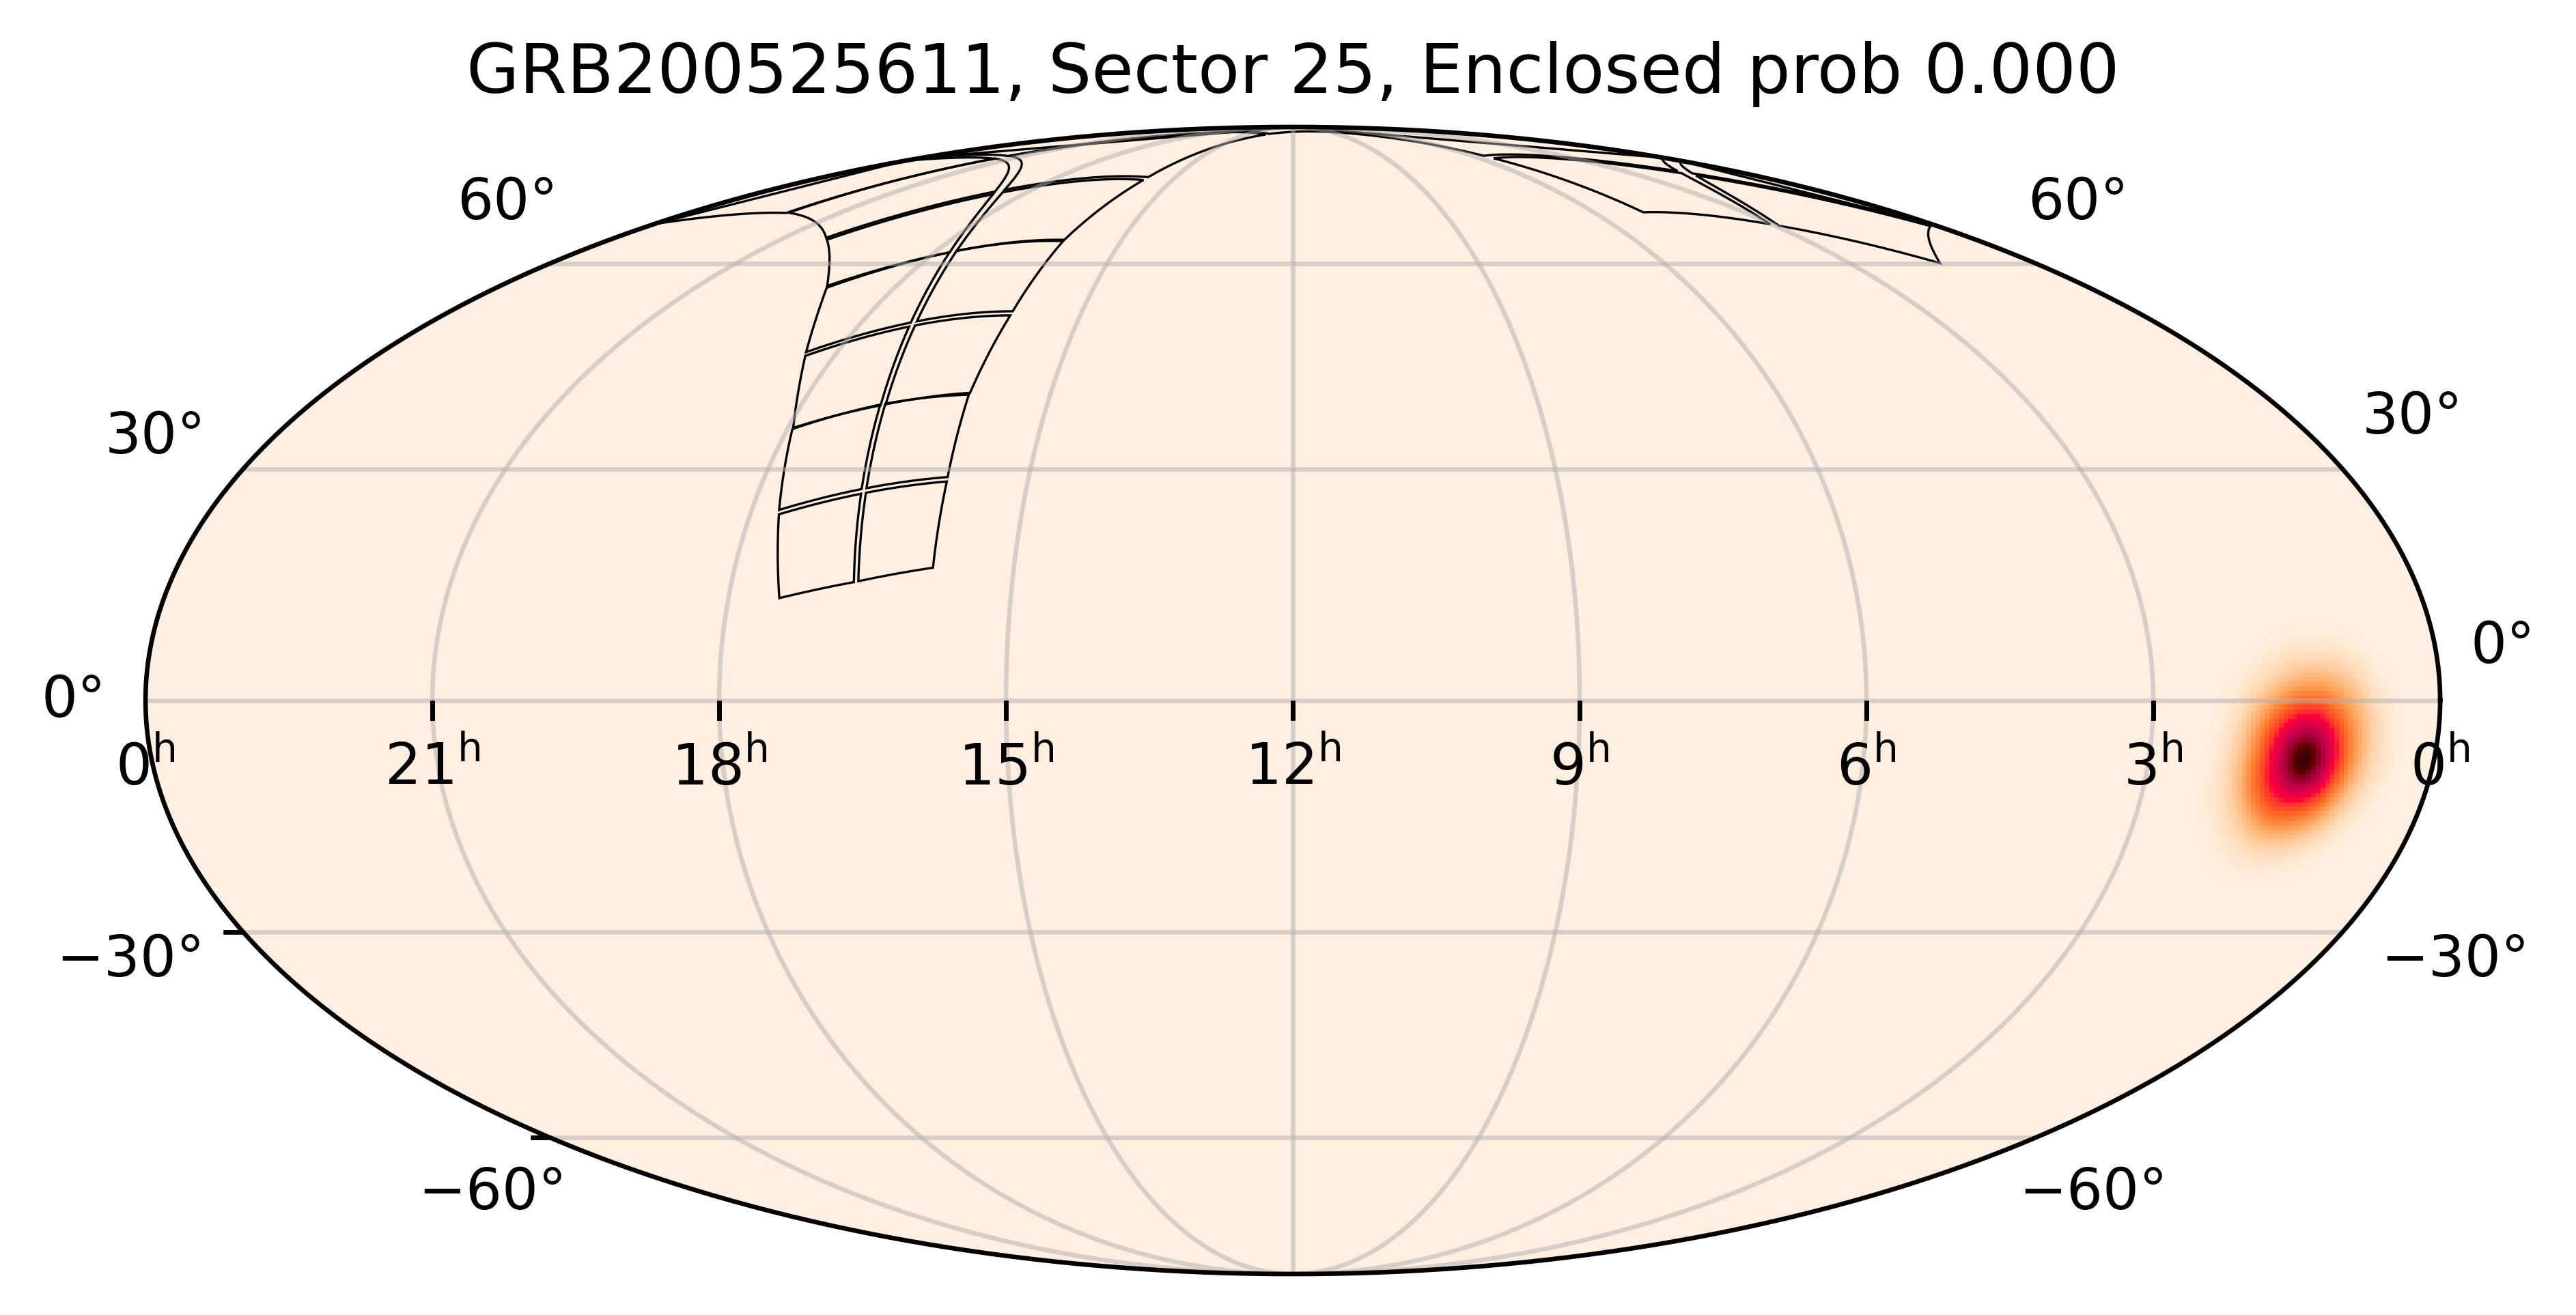 GRB200525611, Sector 25, Enclosed prob 0.000
60° 60°
30° 30°
0° 0°
0ʰ 21ʰ 18ʰ 15ʰ 12ʰ 9ʰ 6ʰ 3ʰ 0ʰ
−30° −30°
−60° −60°